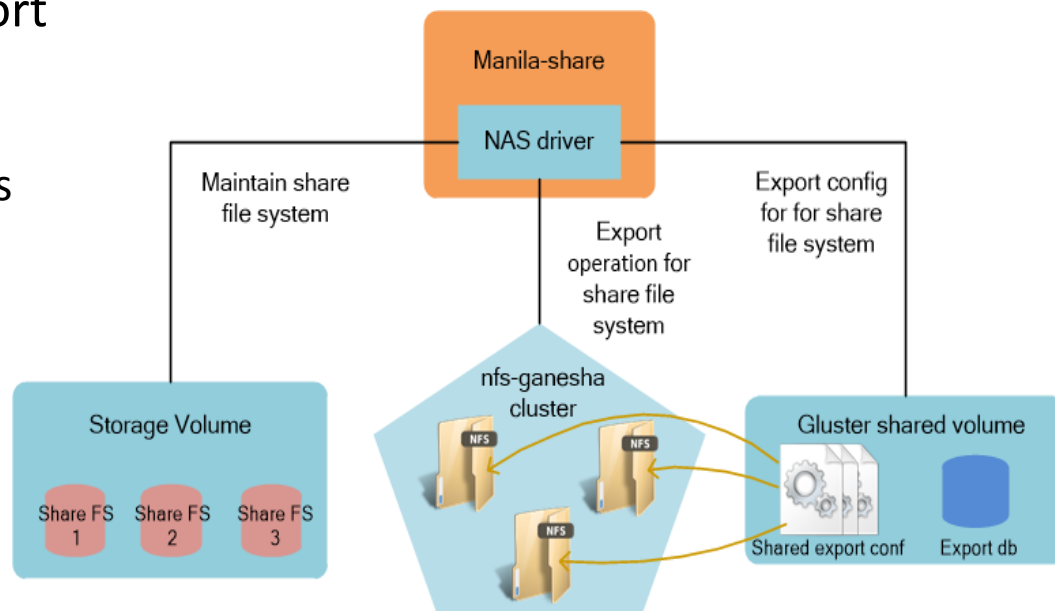 ort
s
Manila-share
NAS driver
Maintain share
file system
Export
operation for
share file
system
Export config
for for share
file system
Storage Volume
Share FS
1
Share FS
2
Share FS
3
nfs-ganesha
cluster
NFS
NFS
NFS
Gluster shared volume
Shared export conf
Export db